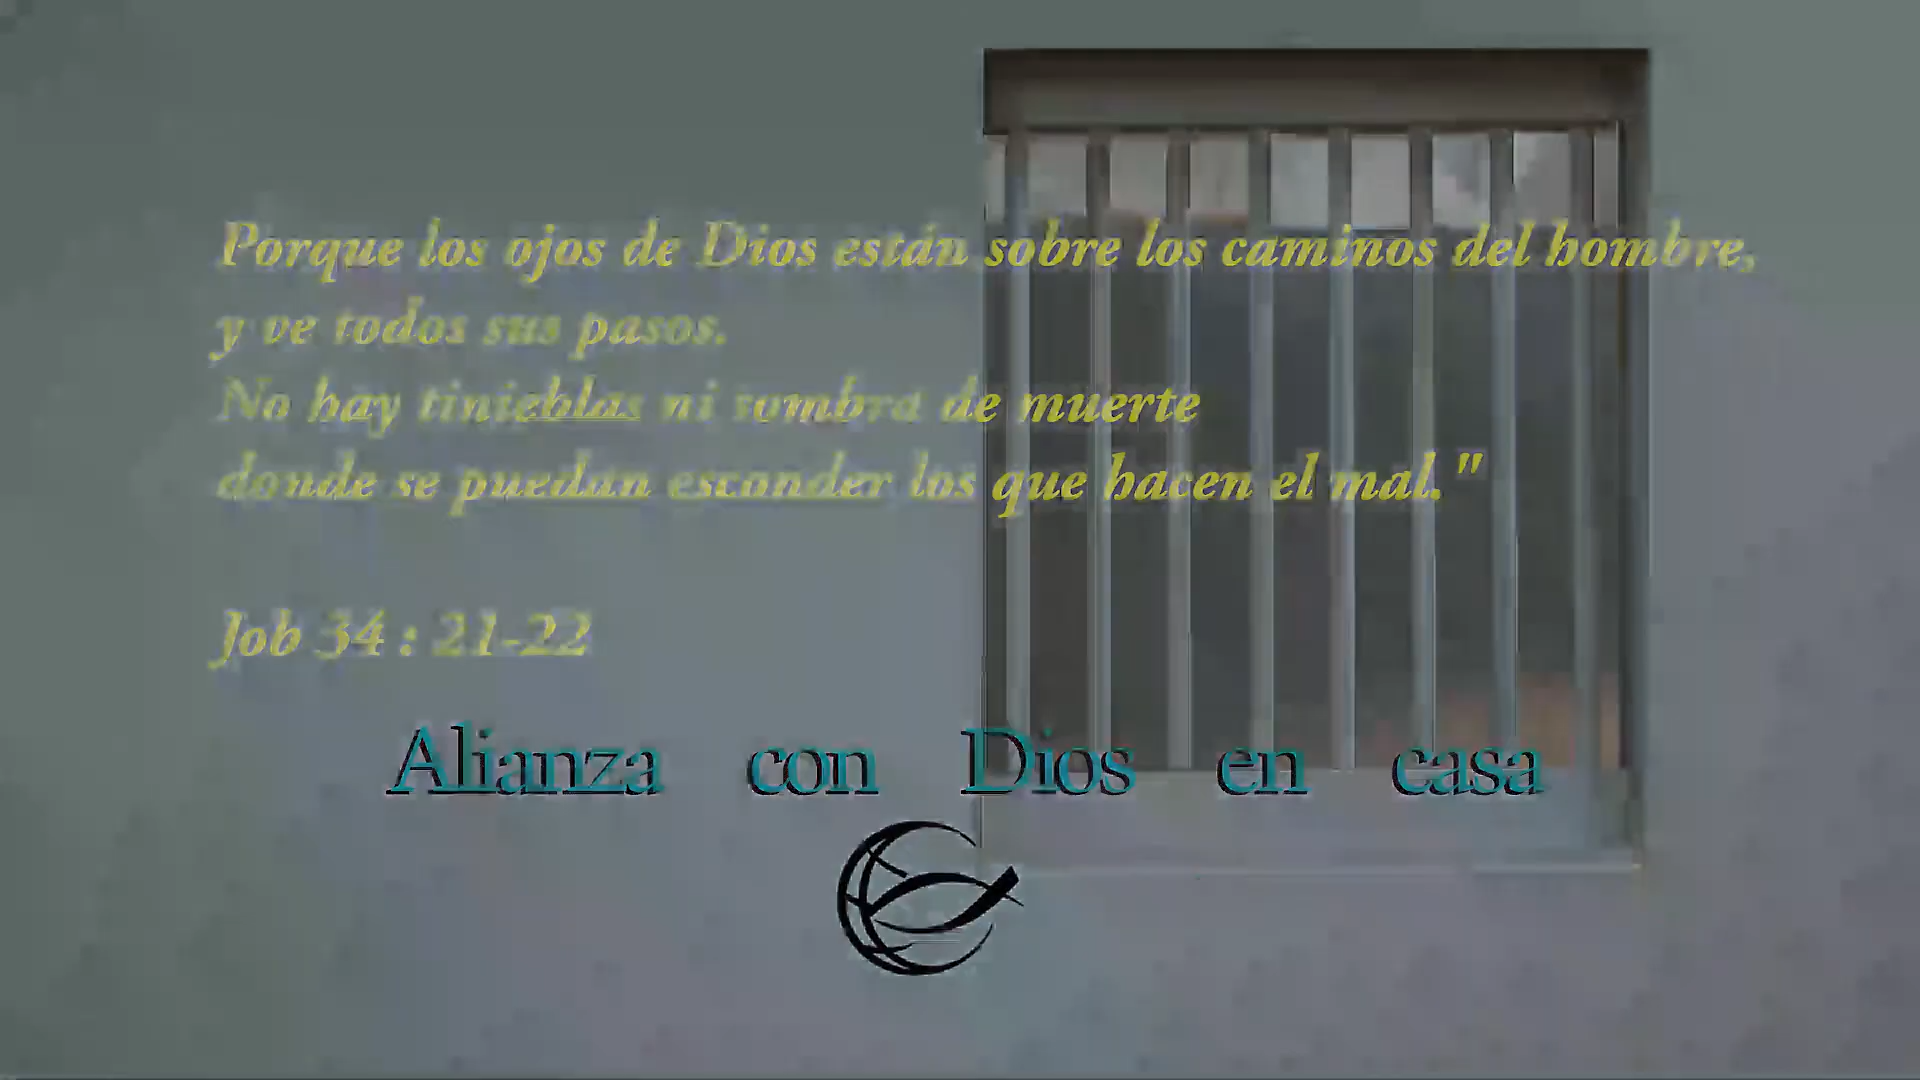 Porque los ojos de Dios están sobre los caminos del hombre,
y ve todos sus pasos.
No hay tinieblas ni sombra de muerte
donde se puedan esconder los que hacen el mal."
Job 34 : 21-22
Alianza con Dios en casa